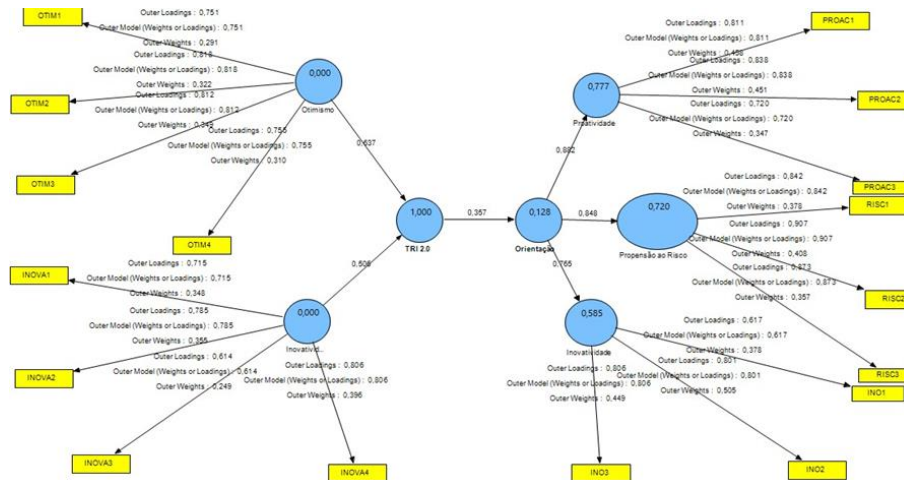 OTIM1
Outer Loadings : 0,751
Outer Model (Weights or Loadings) : 0,751
Outer Weights : 0,291
Outer Loadings : 0,818
Outer Model (Weights or Loadings) : 0,818
Outer Weights : 0,322
OTIM2
Outer Loadings : 0,812
Outer Model (Weights or Loadings) : 0,812
Outer Weights : 0,343
OTIM3
Outer Loadings : 0,755
Outer Model (Weights or Loadings) : 0,755
Outer Weights : 0,310
OTIM4
0,000
Otimismo
0,637
INOVA1
Outer Loadings : 0,715
Outer Model (Weights or Loadings) : 0,715
Outer Weights : 0,348
Outer Loadings : 0,785
Outer Model (Weights or Loadings) : 0,785
Outer Weights : 0,355
INOVA2
Outer Loadings : 0,614
Outer Model (Weights or Loadings) : 0,614
Outer Weights : 0,249
INOVA3
Outer Loadings : 0,806
Outer Model (Weights or Loadings) : 0,806
Outer Weights : 0,396
INOVA4
0,000
Inovativid...
0,506
1,000
TRI 2.0
0,357
0,128
Orientação
0,882
0,848
0,765
0,777
Proatividade
Outer Loadings : 0,811
Outer Model (Weights or Loadings) : 0,811
Outer Weights : 0,456
PROAC1
Outer Loadings : 0,838
Outer Model (Weights or Loadings) : 0,838
Outer Weights : 0,451
PROAC2
Outer Loadings : 0,720
Outer Model (Weights or Loadings) : 0,720
Outer Weights : 0,347
PROAC3
0,720
Propensão ao Risco
Outer Loadings : 0,842
Outer Model (Weights or Loadings) : 0,842
Outer Weights : 0,378
RISC1
Outer Loadings : 0,907
Outer Model (Weights or Loadings) : 0,907
Outer Weights : 0,408
RISC2
Outer Loadings : 0,873
Outer Model (Weights or Loadings) : 0,873
Outer Weights : 0,357
RISC3
0,585
Inovatividade
Outer Loadings : 0,617
Outer Model (Weights or Loadings) : 0,617
Outer Weights : 0,378
INO1
Outer Loadings : 0,801
Outer Model (Weights or Loadings) : 0,801
Outer Weights : 0,505
INO2
Outer Loadings : 0,806
Outer Model (Weights or Loadings) : 0,806
Outer Weights : 0,449
INO3